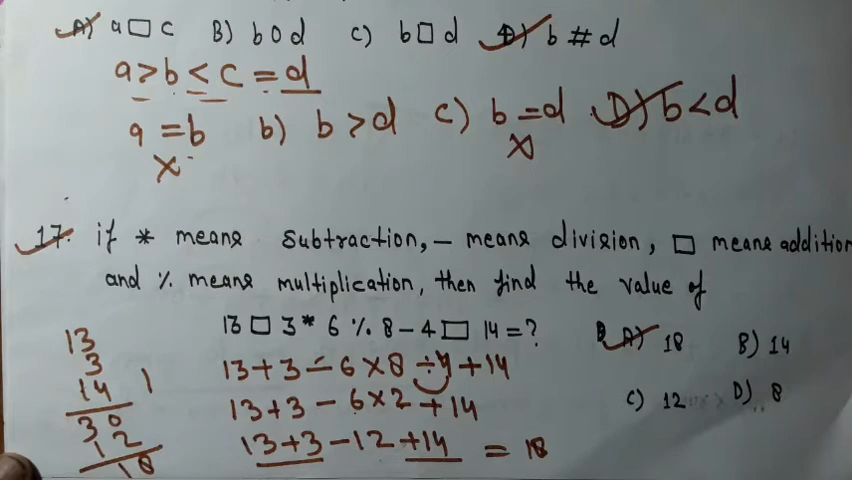 A) a □ c B) b O d C) b □ d D) b # d
a > b < c = d
a = b b) b > d C) b = d D) b < d
17. if * means subtraction, – means division, □ means addition
and % means multiplication, then find the value of
13 □ 3 * 6 % 8 – 4 □ 14 = ? A) 18 B) 14
13 + 3 – 6 × 8 ÷ 4 + 14
13 + 3 – 6 × 2 + 14 C) 12 D) 8
13 + 3 – 12 + 14 = 18
13
3
14
30
12
18